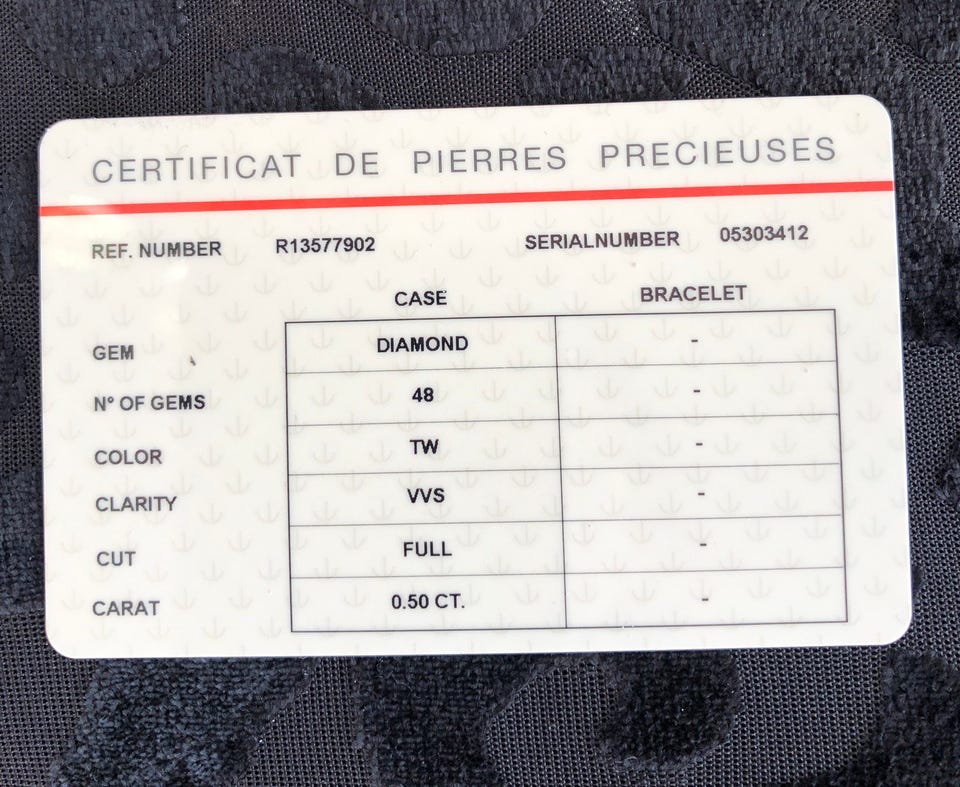 CERTIFICAT DE PIERRES PRECIEUSES
REF. NUMBER R13577902 SERIALNUMBER 05303412
CASE BRACELET
GEM DIAMOND -
Nº OF GEMS 48 -
COLOR TW -
CLARITY VVS -
CUT FULL -
CARAT 0.50 CT. -